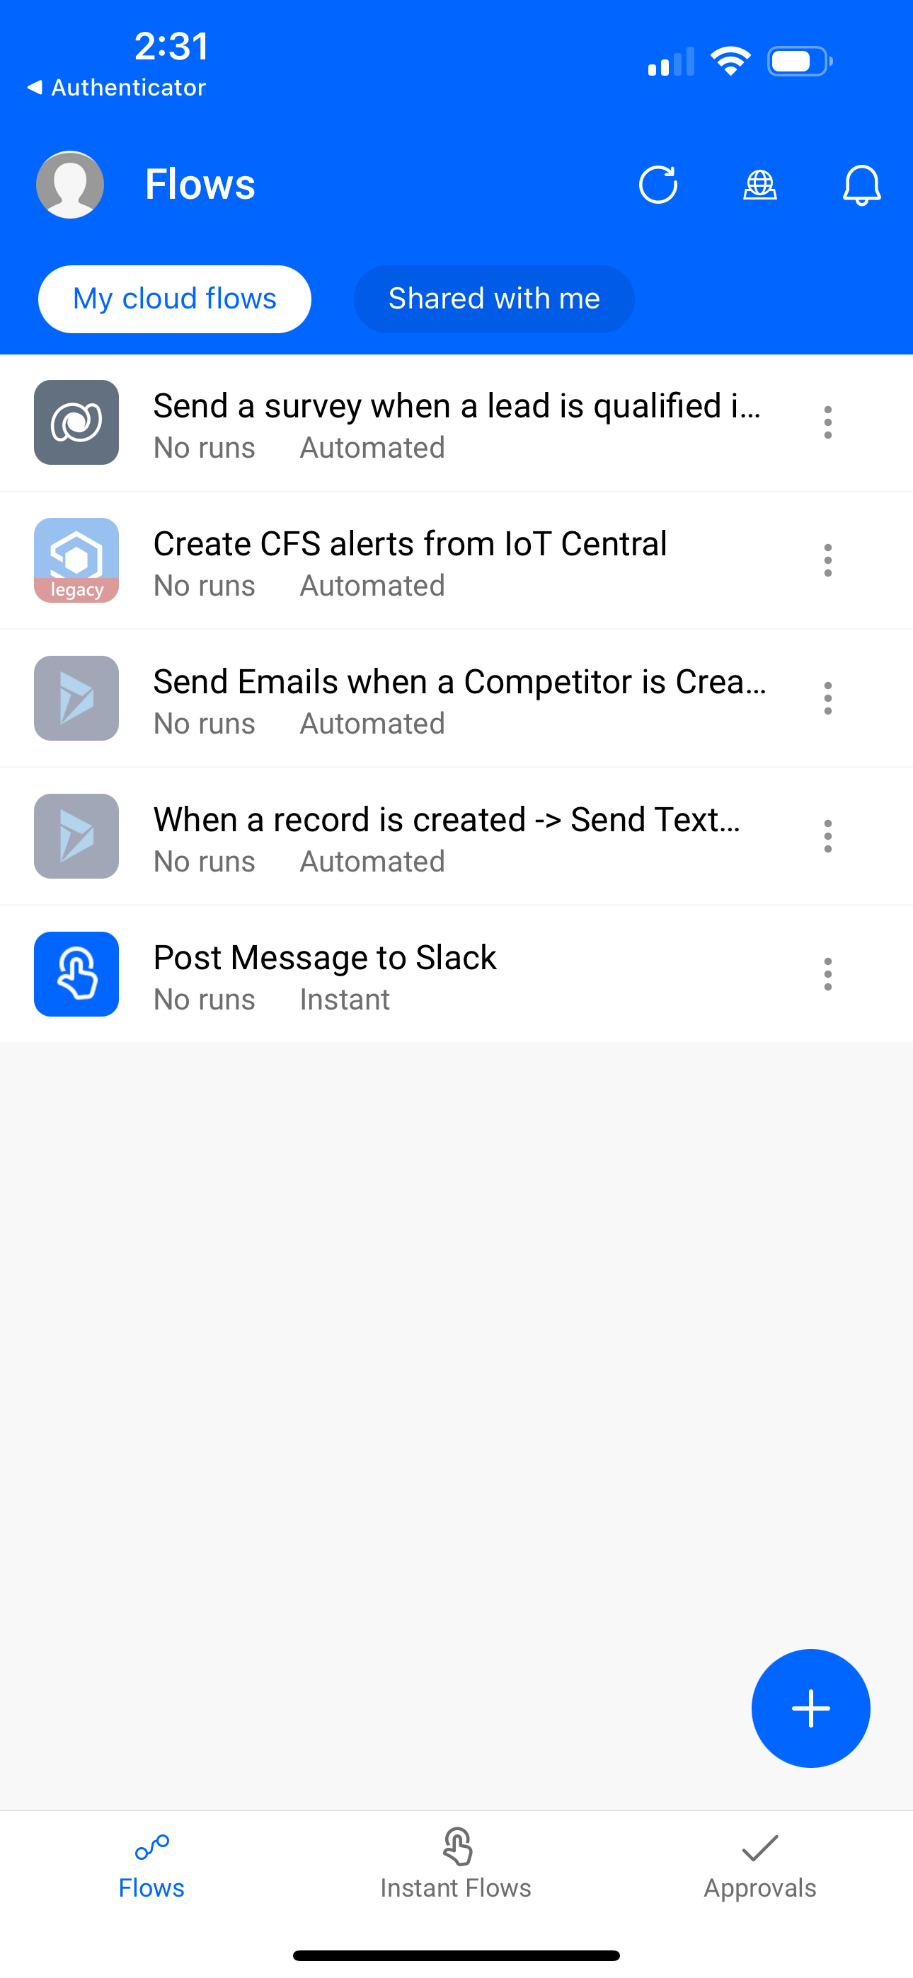 2:31
Authenticator
Flows
My cloud flows
Shared with me
Send a survey when a lead is qualified i...
No runs Automated
Create CFS alerts from IoT Central
legacy
No runs Automated
Send Emails when a Competitor is Crea...
No runs Automated
When a record is created -> Send Text...
No runs Automated
Post Message to Slack
No runs Instant
Flows
Instant Flows
Approvals